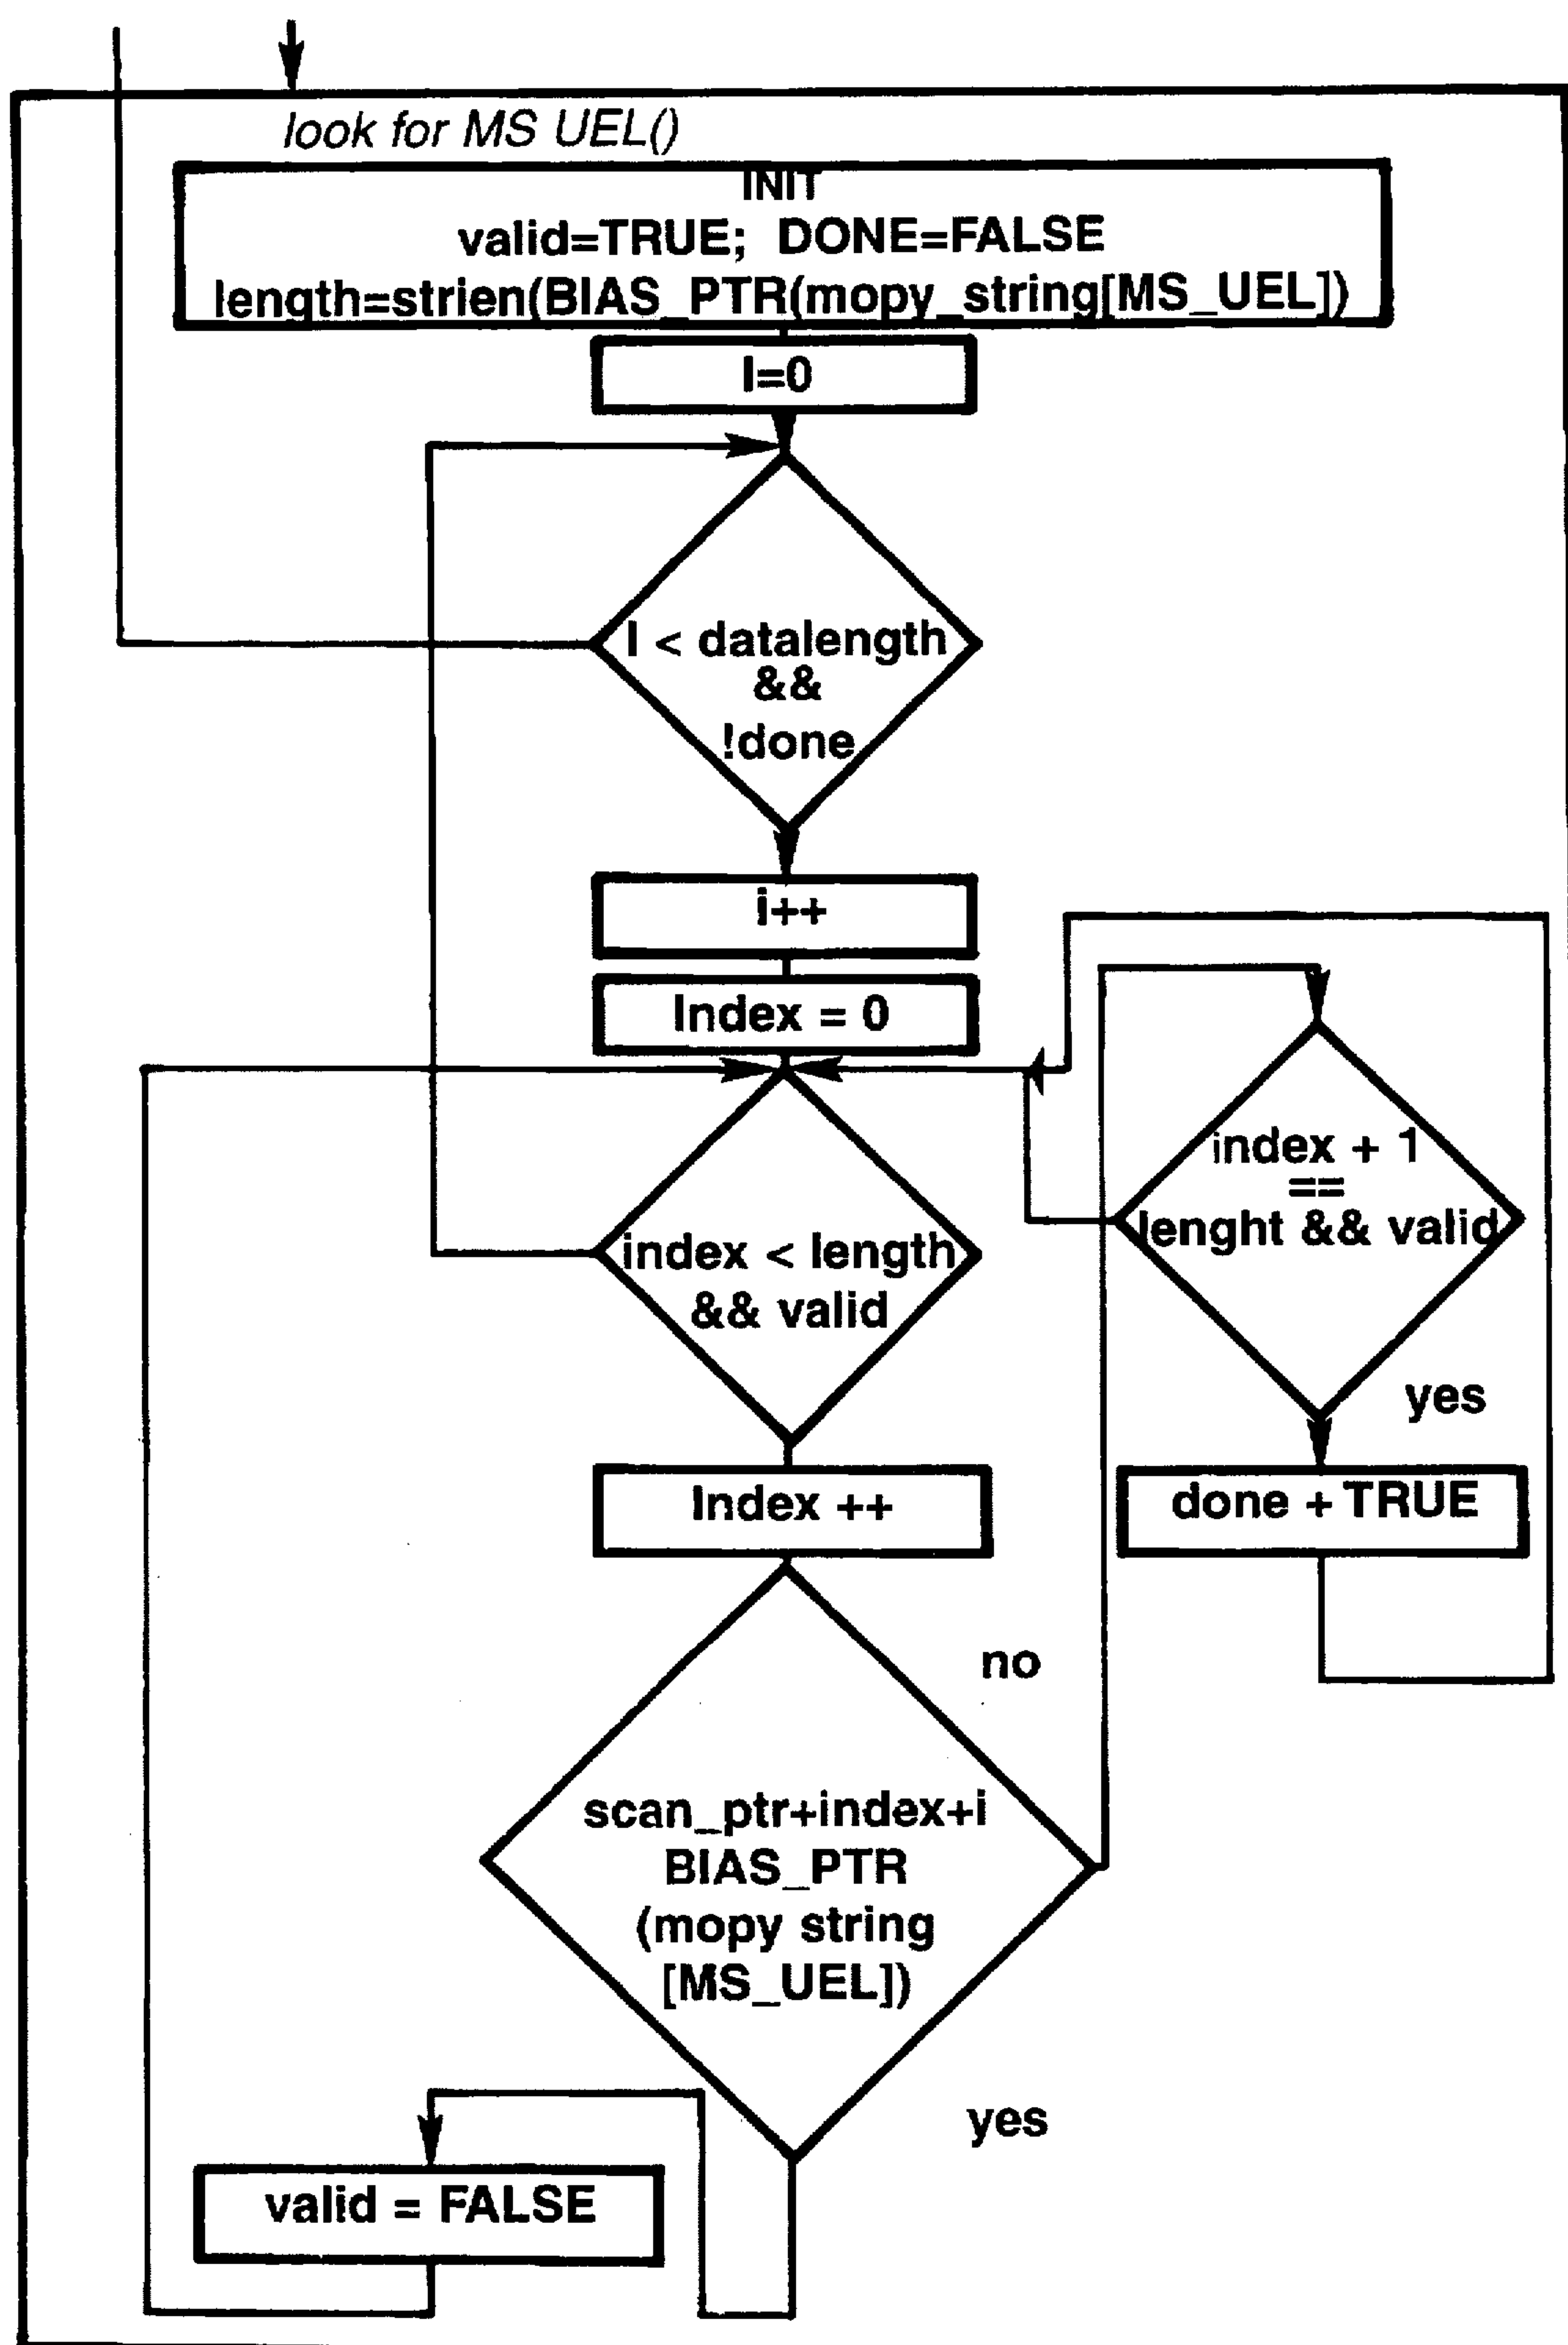 look for MS UEL()
INIT
valid=TRUE; DONE=FALSE
length=strien(BIAS_PTR(mopy_string[MS_UEL])
I=0
I < datalength
&&
!done
i++
Index = 0
index < length
&& valid
index + 1
==
lenght && valid
yes
Index ++
done + TRUE
no
scan_ptr+index+i
BIAS_PTR
(mopy string
[MS_UEL])
yes
valid = FALSE